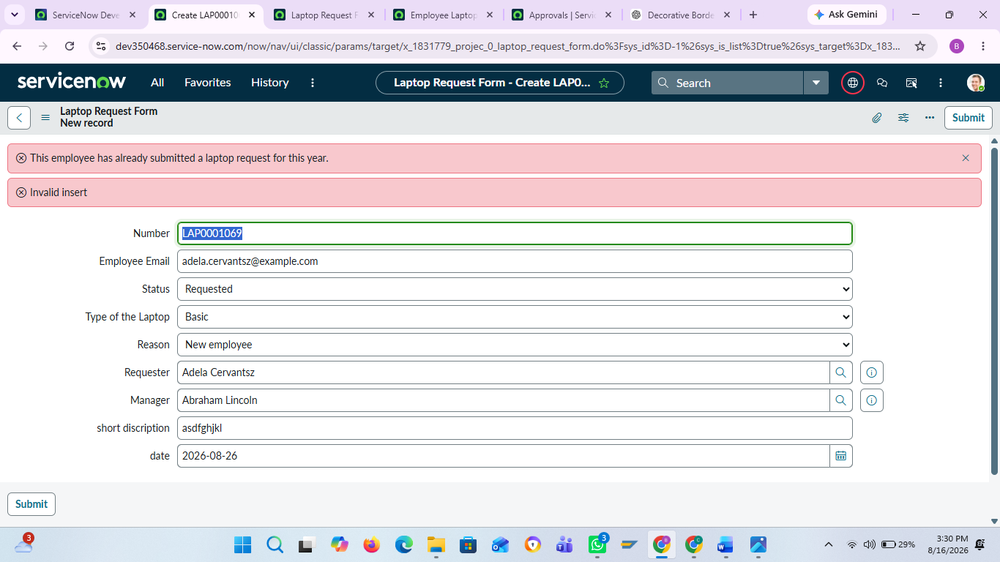 ServiceNow Deve
Create LAP00010
Laptop Request F
Employee Laptop
Approvals | Servic
Decorative Borde
Ask Gemini
dev350468.service-now.com/now/nav/ui/classic/params/target/x_1831779_projec_0_laptop_request_form.do%3Fsys_id%3D-1%26sys_is_list%3Dtrue%26sys_target%3Dx_183...
B
servicenow
All
Favorites
History
Laptop Request Form - Create LAP0...
Search
Laptop Request Form
New record
Submit
This employee has already submitted a laptop request for this year.
Invalid insert
Number LAP0001069
Employee Email adela.cervantsz@example.com
Status Requested
Type of the Laptop Basic
Reason New employee
Requester Adela Cervantsz
Manager Abraham Lincoln
short discription asdfghjkl
date 2026-08-26
Submit
3
3
29%
3:30 PM
8/16/2026